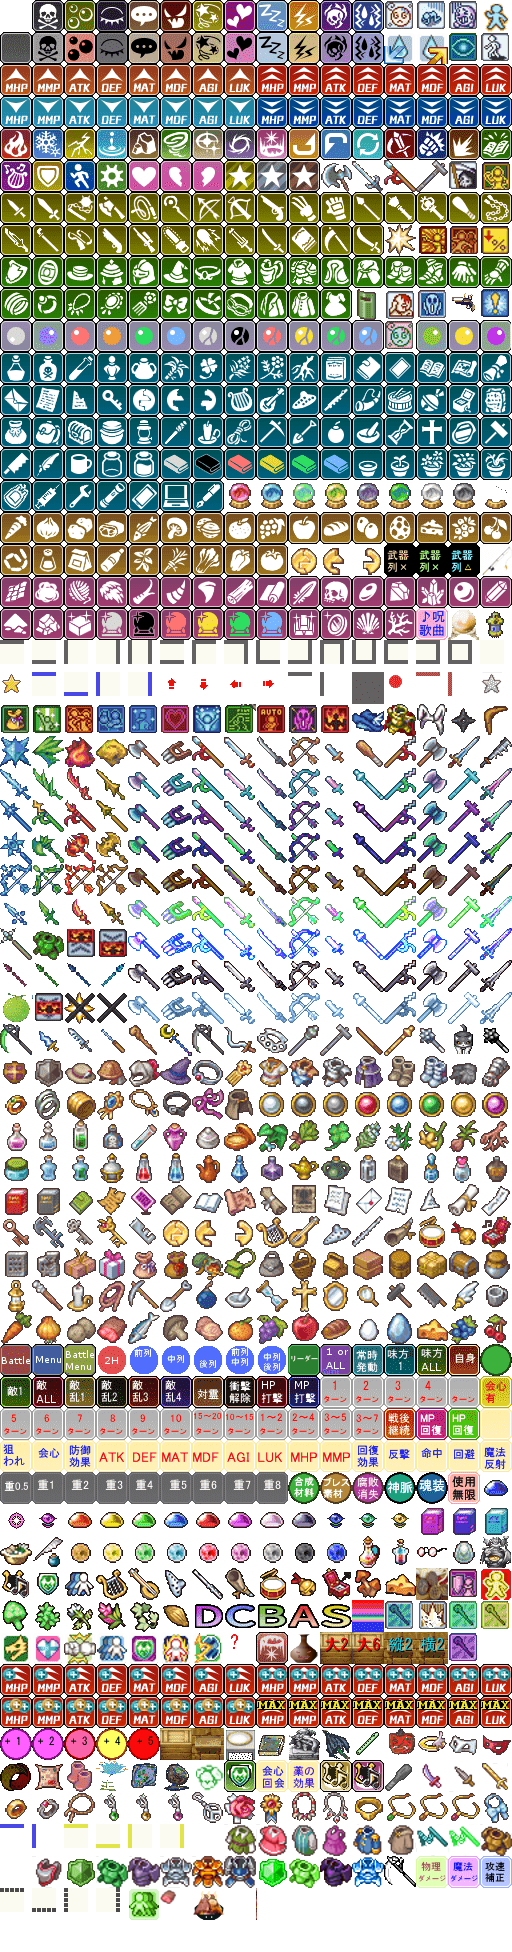 MHP MMP ATK DEF MAT MDF AGI LUK MHP MMP ATK DEF MAT MDF AGI LUK
MHP MMP ATK DEF MAT MDF AGI LUK MHP MMP ATK DEF MAT MDF AGI LUK
武器列× 武器列× 武器列△
♪呪歌曲
AUTO
Battle Menu Battle Menu 2H 前列 中列 後列 前列中列 中列後列 リーダー 1 or ALL 常時発動 味方1 味方ALL 自身
敵1 敵ALL 敵乱1 敵乱2 敵乱3 敵乱4 対霊 衝撃解除 HP打撃 MP打撃 1ターン 2ターン 3ターン 4ターン 会心有
5ターン 6ターン 7ターン 8ターン 9ターン 10ターン 15~20ターン 10~15ターン 1~2ターン 2~4ターン 3~5ターン 3~7ターン 戦後継続 MP回復 HP回復
狙われ 会心 防御効果 ATK DEF MAT MDF AGI LUK MHP MMP 回復効果 反撃 命中 回避 魔法反射
重0.5 重1 重2 重3 重4 重5 重6 重7 重8 合成材料 ブレス素材 腐敗消失 神脈 魂装 使用無限
DCBAS
? 大2 大6 縦2 横2
MHP MMP ATK DEF MAT MDF AGI LUK MHP MMP ATK DEF MAT MDF AGI LUK
MHP MMP ATK DEF MAT MDF AGI LUK MAX MHP MAX MMP MAX ATK MAX DEF MAX MAT MAX MDF MAX AGI MAX LUK
+1 +2 +3 +4 +5
会心回会 薬の効果
物理ダメージ 魔法ダメージ 攻速補正